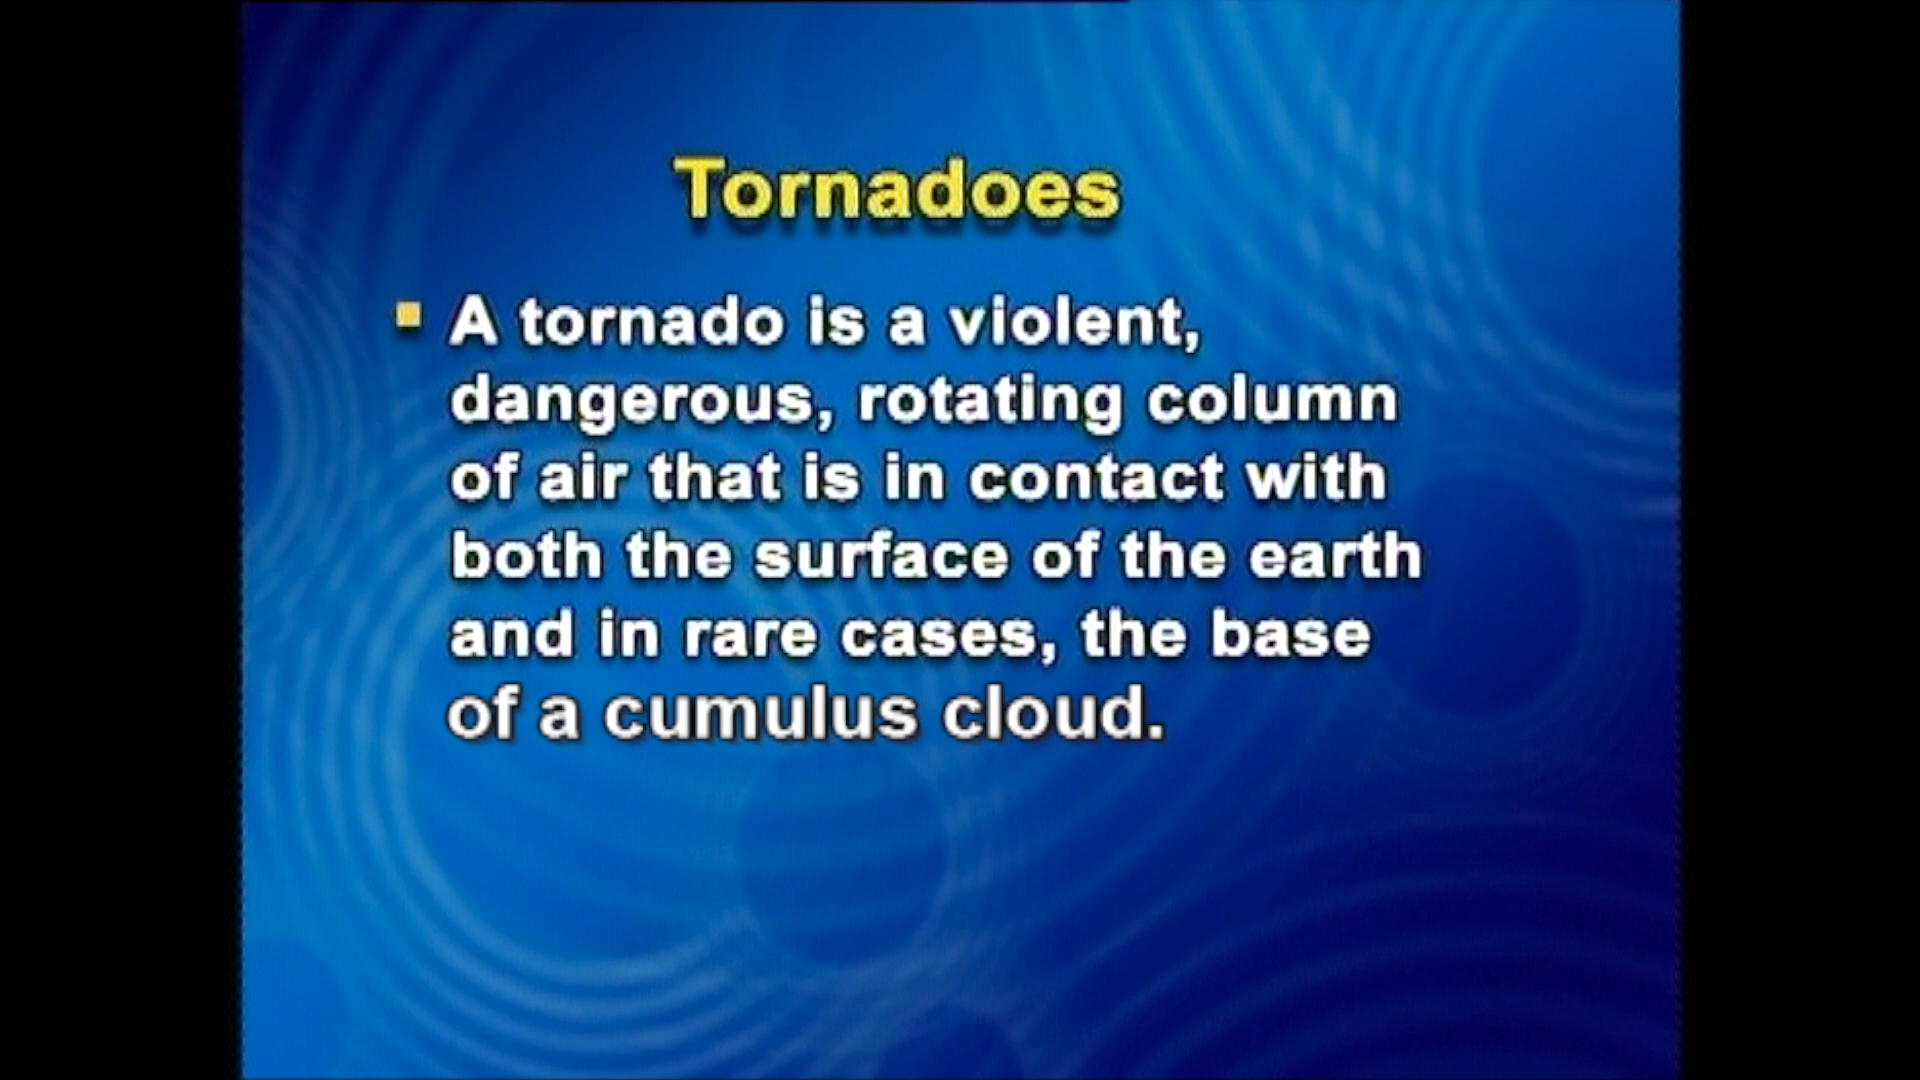 Tornadoes
A tornado is a violent,
dangerous, rotating column
of air that is in contact with
both the surface of the earth
and in rare cases, the base
of a cumulus cloud.